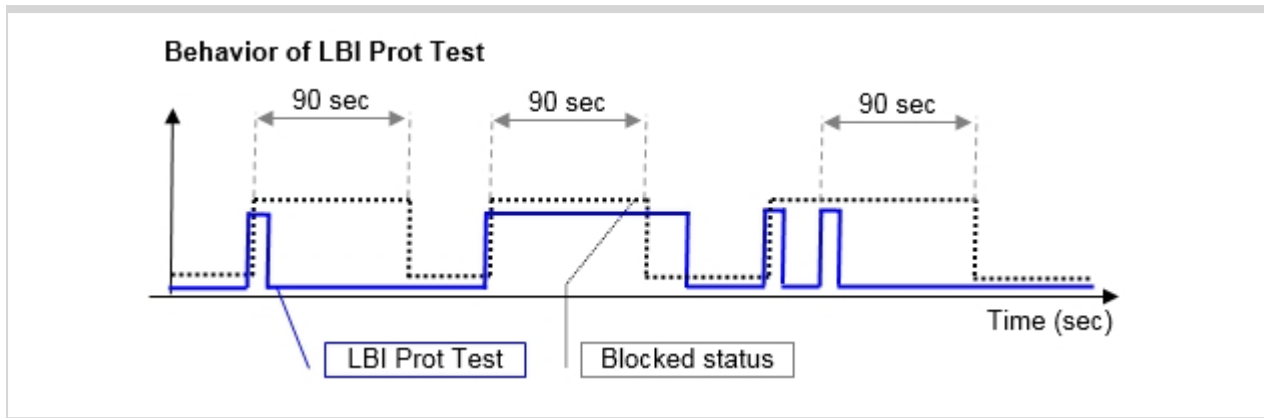 Behavior of LBI Prot Test
90 sec
90 sec
90 sec
Time (sec)
LBI Prot Test
Blocked status